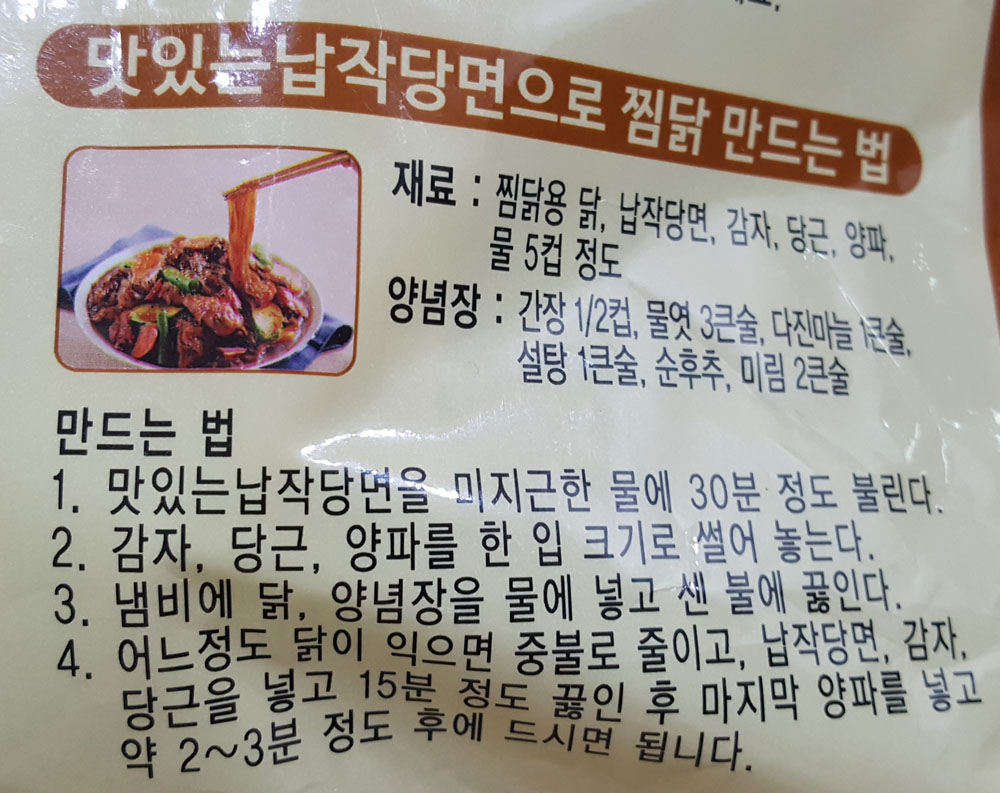 맛있는납작당면으로 찜닭 만드는 법
재료 : 찜닭용 닭, 납작당면, 감자, 당근, 양파,
물 5컵 정도
양념장 : 간장 1/2컵, 물엿 3큰술, 다진마늘 1큰술,
설탕 1큰술, 순후추, 미림 2큰술
만드는 법
1. 맛있는납작당면을 미지근한 물에 30분 정도 불린다.
2. 감자, 당근, 양파를 한 입 크기로 썰어 놓는다.
3. 냄비에 닭, 양념장을 물에 넣고 센 불에 끓인다.
4. 어느정도 닭이 익으면 중불로 줄이고, 납작당면, 감자,
당근을 넣고 15분 정도 끓인 후 마지막 양파를 넣고
약 2~3분 정도 후에 드시면 됩니다.